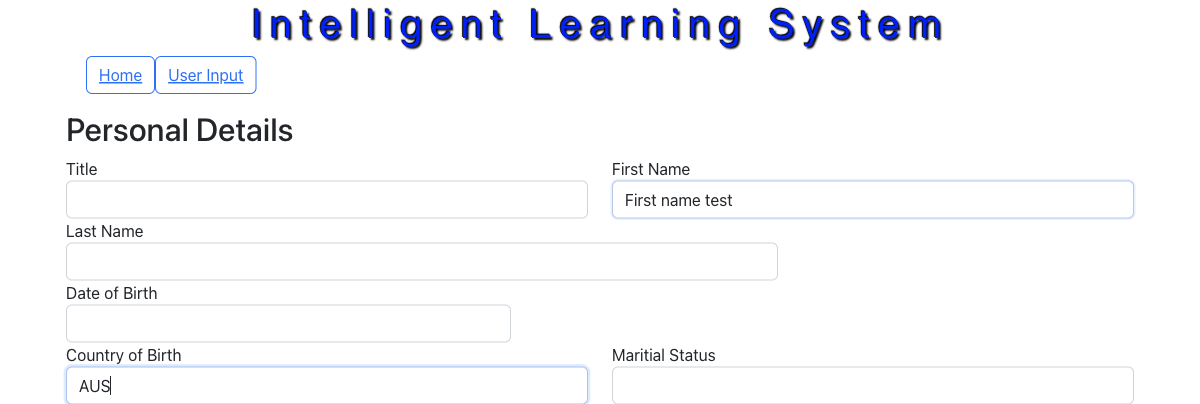 Intelligent Learning System
Home User Input
Personal Details
Title First Name
First name test
Last Name
Date of Birth
Country of Birth Maritial Status
AUS